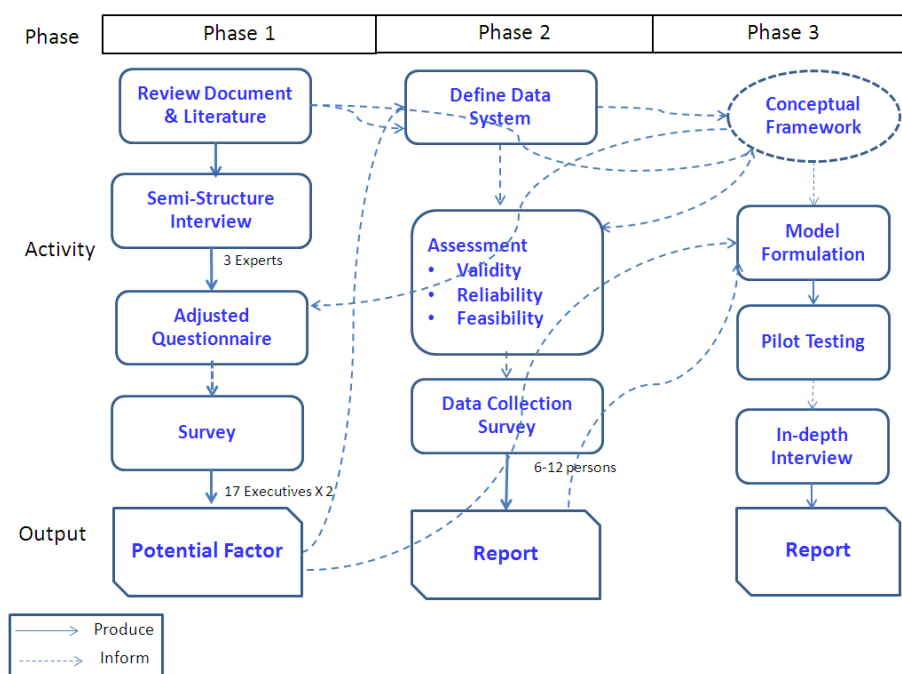 Phase
Phase 1
Phase 2
Phase 3
Review Document
& Literature
Define Data
System
Conceptual
Framework
Activity
Semi-Structure
Interview
3 Experts
Adjusted
Questionnaire
Survey
17 Executives X 2
Assessment
• Validity
• Reliability
• Feasibility
Data Collection
Survey
6-12 persons
Model
Formulation
Pilot Testing
In-depth
Interview
Output
Potential Factor
Report
Report
Produce
Inform